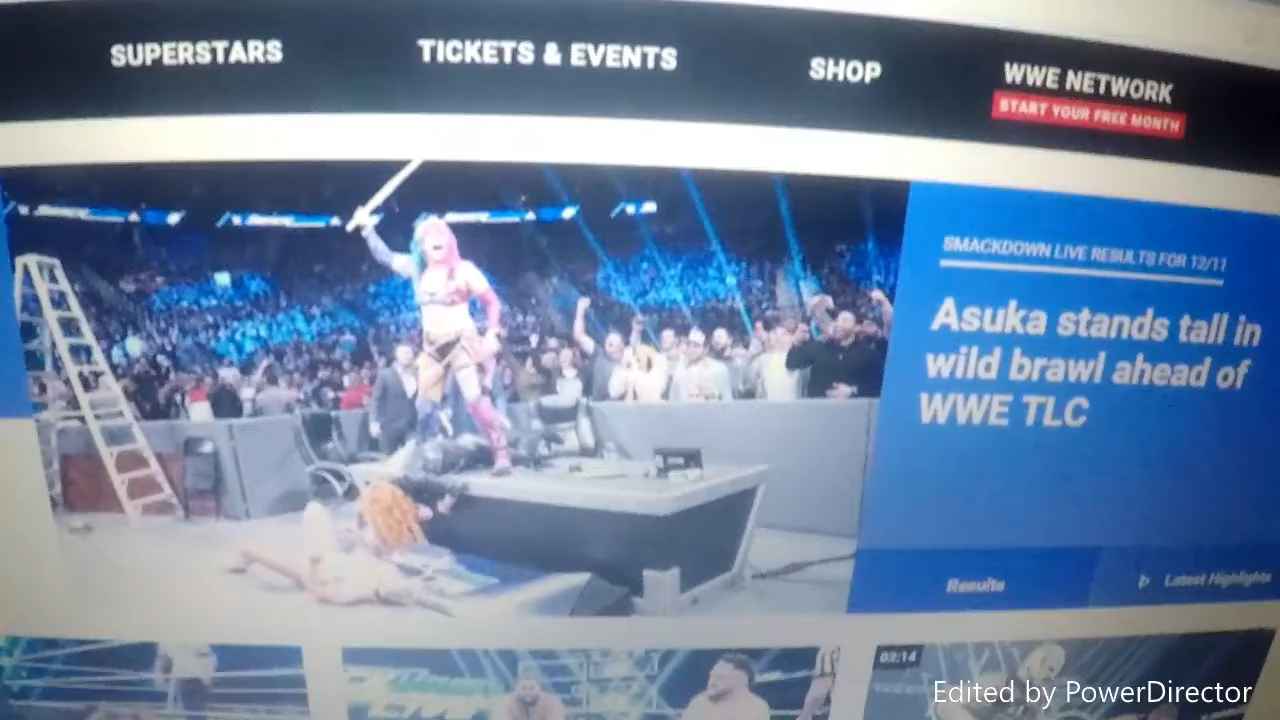 SUPERSTARS
TICKETS & EVENTS
SHOP
WWE NETWORK
START YOUR FREE MONTH
SMACKDOWN LIVE RESULTS FOR 12/11
Asuka stands tall in
wild brawl ahead of
WWE TLC
Results
Latest Highlights
02:14
Edited by PowerDirector